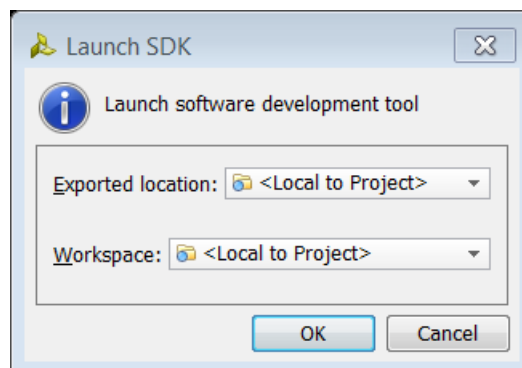 Launch SDK
Launch software development tool
Exported location: <Local to Project>
Workspace: <Local to Project>
OK Cancel